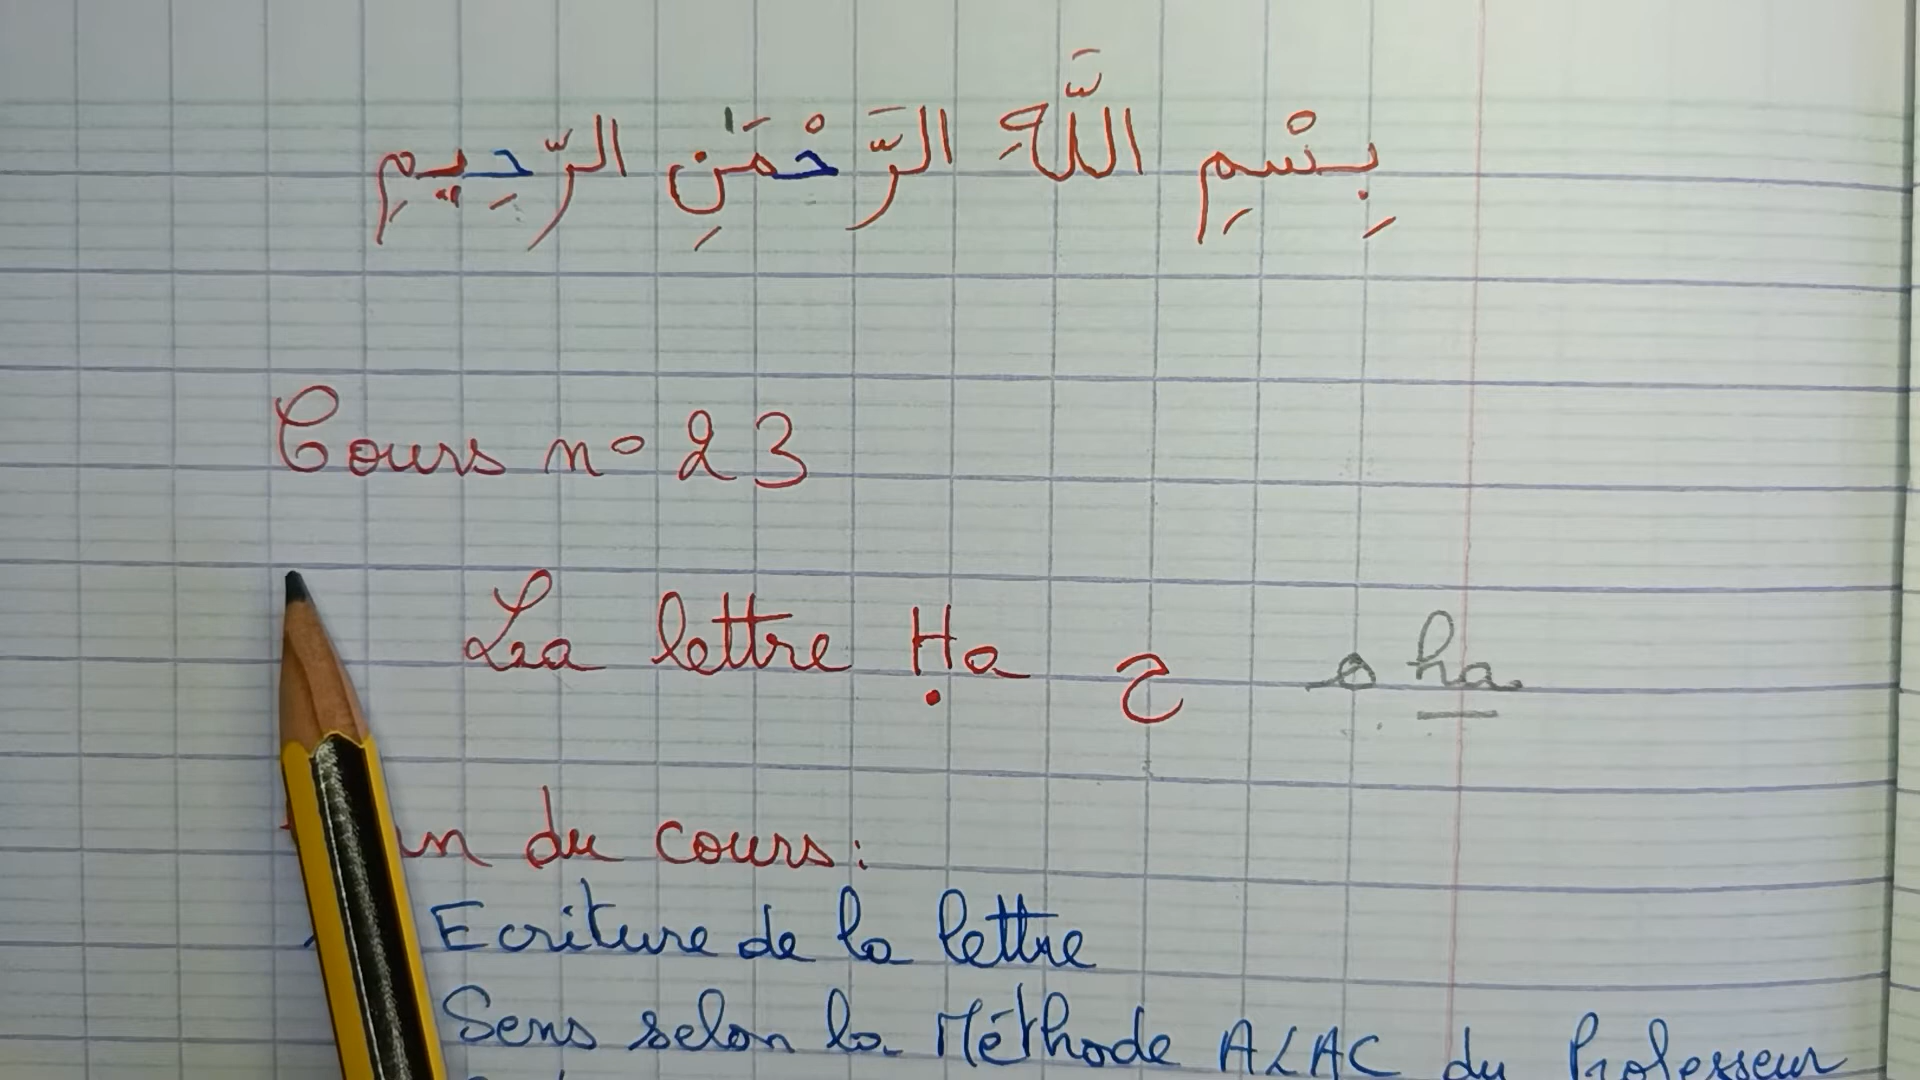 بِسْمِ اللَّهِ الرَّحْمَٰنِ الرَّحِيمِ
Cours n° 23
La lettre Ḥa ح ه ha
du cours :
Ecriture de la lettre
Sens selon la Méthode ALAC du Professeur